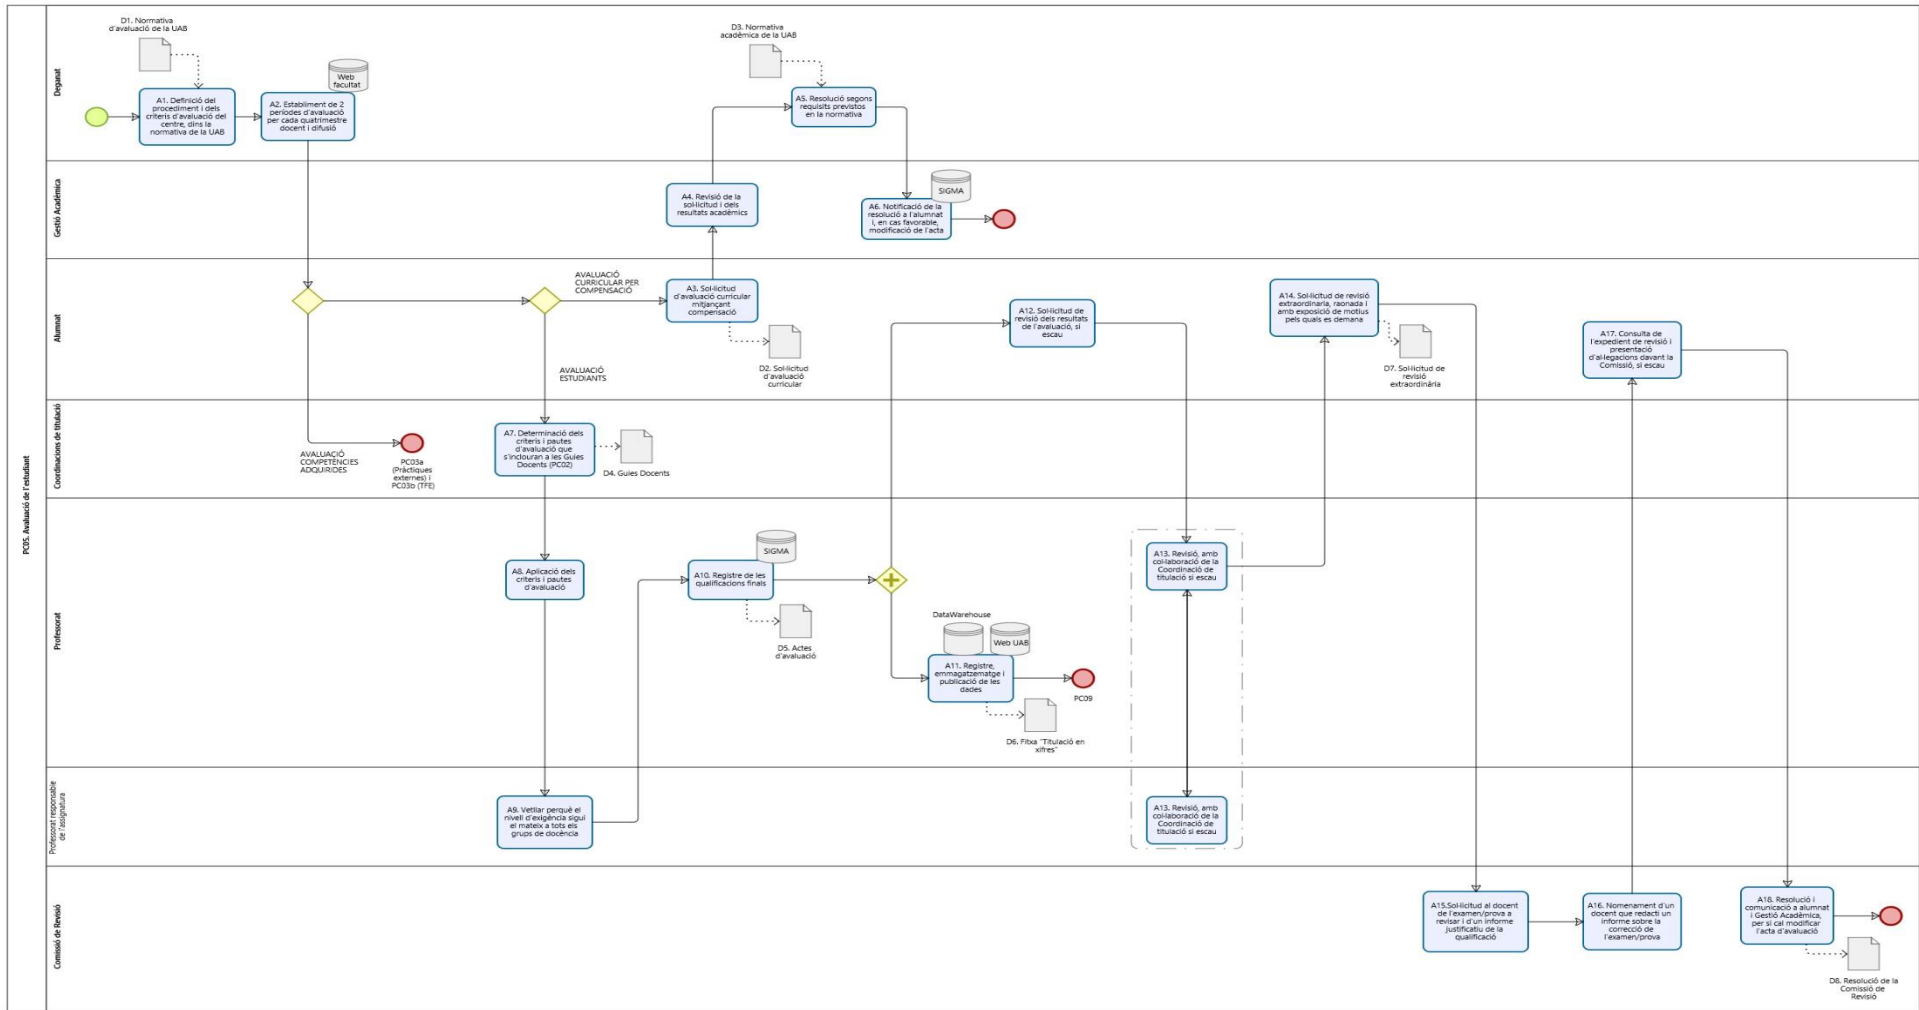 PC05. Avaluació de l'estudiant
Deganat
D1. Normativa
d'avaluació de la UAB
A1. Definició del
procediment i dels
criteris d'avaluació del
centre, dins la
normativa de la UAB
Web
facultat
A2. Establiment de 2
períodes d'avaluació
per cada quatrimestre
docent i difusió
D3. Normativa
acadèmica de la UAB
A5. Resolució segons
requisits previstos
en la normativa
Gestió Acadèmica
A4. Revisió de la
sol·licitud i dels
resultats acadèmics
SIGMA
A6. Notificació de la
resolució a l'alumnat
i, en cas favorable,
modificació de l'acta
Alumnat
AVALUACIÓ
CURRICULAR PER
COMPENSACIÓ
A3. Sol·licitud
d'avaluació curricular
mitjançant
compensació
D2. Sol·licitud
d'avaluació
curricular
AVALUACIÓ
ESTUDIANTS
A12. Sol·licitud de
revisió dels resultats
de l'avaluació, si
escau
A14. Sol·licitud de revisió
extraordinaria, raonada i
amb exposició de motius
pels quals es demana
D7. Sol·licitud de
revisió
extraordinària
A17. Consulta de
l'expedient de revisió i
presentació
d'al·legacions davant la
Comissió, si escau
Coordinacions de titulació
AVALUACIÓ
COMPETÈNCIES
ADQUIRIDES
PC03a
(Pràctiques
externes) i
PC03b (TFE)
A7. Determinació dels
criteris i pautes
d'avaluació que
s'inclouran a les Guies
Docents (PC02)
D4. Guies Docents
Professorat
A8. Aplicació dels
criteris i pautes
d'avaluació
SIGMA
A10. Registre de les
qualificacions finals
D5. Actes
d'avaluació
DataWarehouse
Web UAB
A11. Registre,
emmagatzematge i
publicació de les
dades
PC09
D6. Fitxa "Titulació en
xifres"
A13. Revisió, amb
col·laboració de la
Coordinació de
titulació si escau
Professorat responsable
de l'assignatura
A9. Vetllar perquè el
nivell d'exigència sigui
el mateix a tots els
grups de docència
A13. Revisió, amb
col·laboració de la
Coordinació de
titulació si escau
Comissió de Revisió
A15.Sol·licitud al docent
de l'examen/prova a
revisar i d'un informe
justificatiu de la
qualificació
A16. Nomenament d'un
docent que redacti un
informe sobre la
correcció de
l'examen/prova
A18. Resolució i
comunicació a alumnat
i Gestió Acadèmica,
per si cal modificar
l'acta d'avaluació
D8. Resolució de la
Comissió de
Revisió